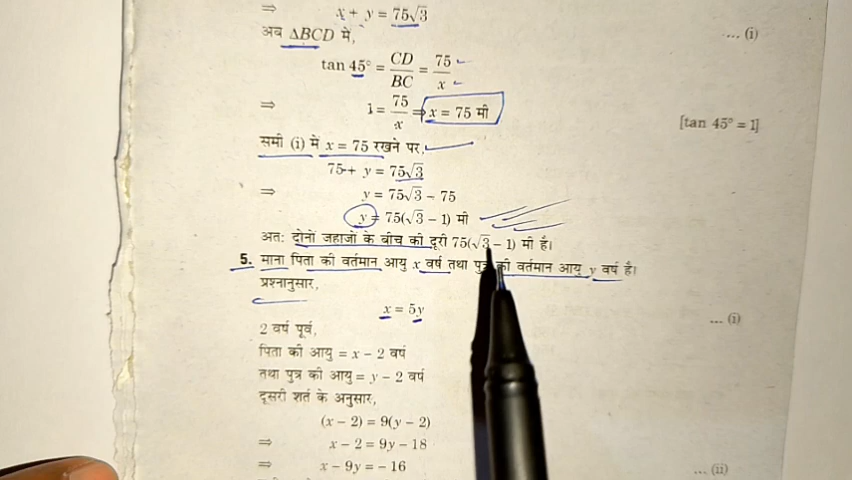 ⇒ x + y = 75√3 .... (i)
अब ΔBCD में,
tan 45° = CD/BC = 75/x
⇒ 1 = 75/x ⇒ x = 75 मी [tan 45° = 1]
समी (i) में x = 75 रखने पर,
75 + y = 75√3
⇒ y = 75√3 − 75
y = 75(√3 − 1) मी
अतः दोनों जहाजों के बीच की दूरी 75(√3 − 1) मी है।
5. माना पिता की वर्तमान आयु x वर्ष तथा पुत्र की वर्तमान आयु y वर्ष है।
प्रश्नानुसार,
x = 5y ... (i)
2 वर्ष पूर्व,
पिता की आयु = x − 2 वर्ष
तथा पुत्र की आयु = y − 2 वर्ष
दूसरी शर्त के अनुसार,
(x − 2) = 9(y − 2)
⇒ x − 2 = 9y − 18
⇒ x − 9y = − 16 ... (ii)